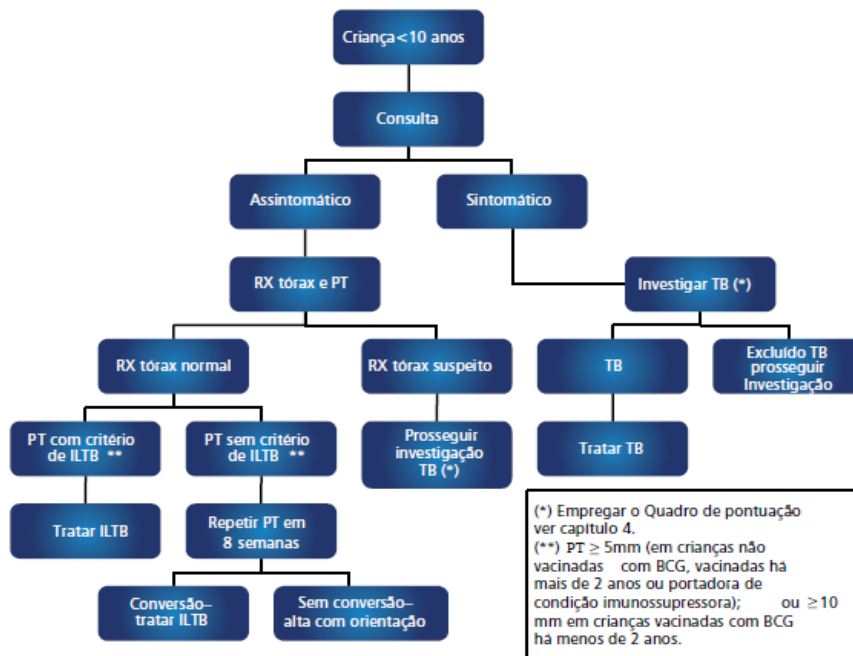 Criança<10 anos
Consulta
Assintomático
Sintomático
RX tórax e PT
Investigar TB (*)
RX tórax normal
RX tórax suspeito
TB
Excluído TB
prosseguir
Investigação
PT com critério
de ILTB **
PT sem critério
de ILTB **
Prosseguir
investigação
TB (*)
Tratar TB
Tratar ILTB
Repetir PT em
8 semanas
Conversão–
tratar ILTB
Sem conversão–
alta com orientação
(*) Empregar o Quadro de pontuação
ver capítulo 4.
(**) PT ≥ 5mm (em crianças não
vacinadas com BCG, vacinadas há
mais de 2 anos ou portadora de
condição imunossupressora); ou ≥10
mm em crianças vacinadas com BCG
há menos de 2 anos.